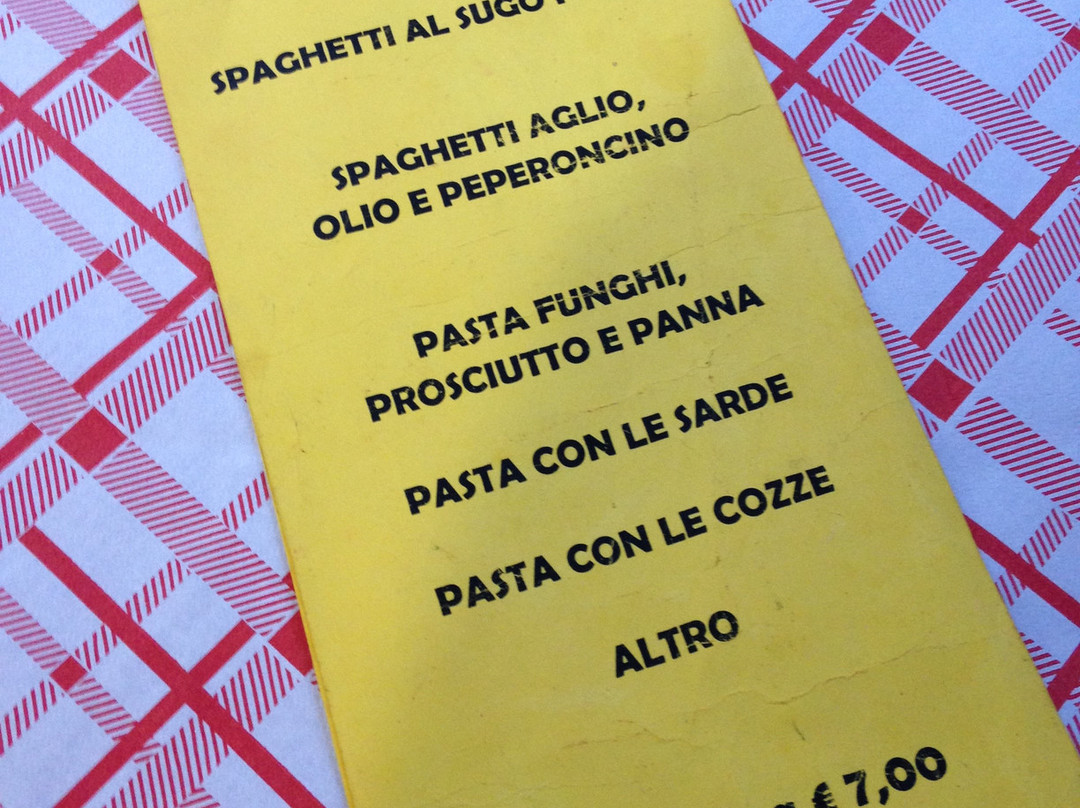 SPAGHETTI AL SUGO
SPAGHETTI AGLIO,
OLIO E PEPERONCINO
PASTA FUNGHI,
PROSCIUTTO E PANNA
PASTA CON LE SARDE
PASTA CON LE COZZE
ALTRO
€ 7,00